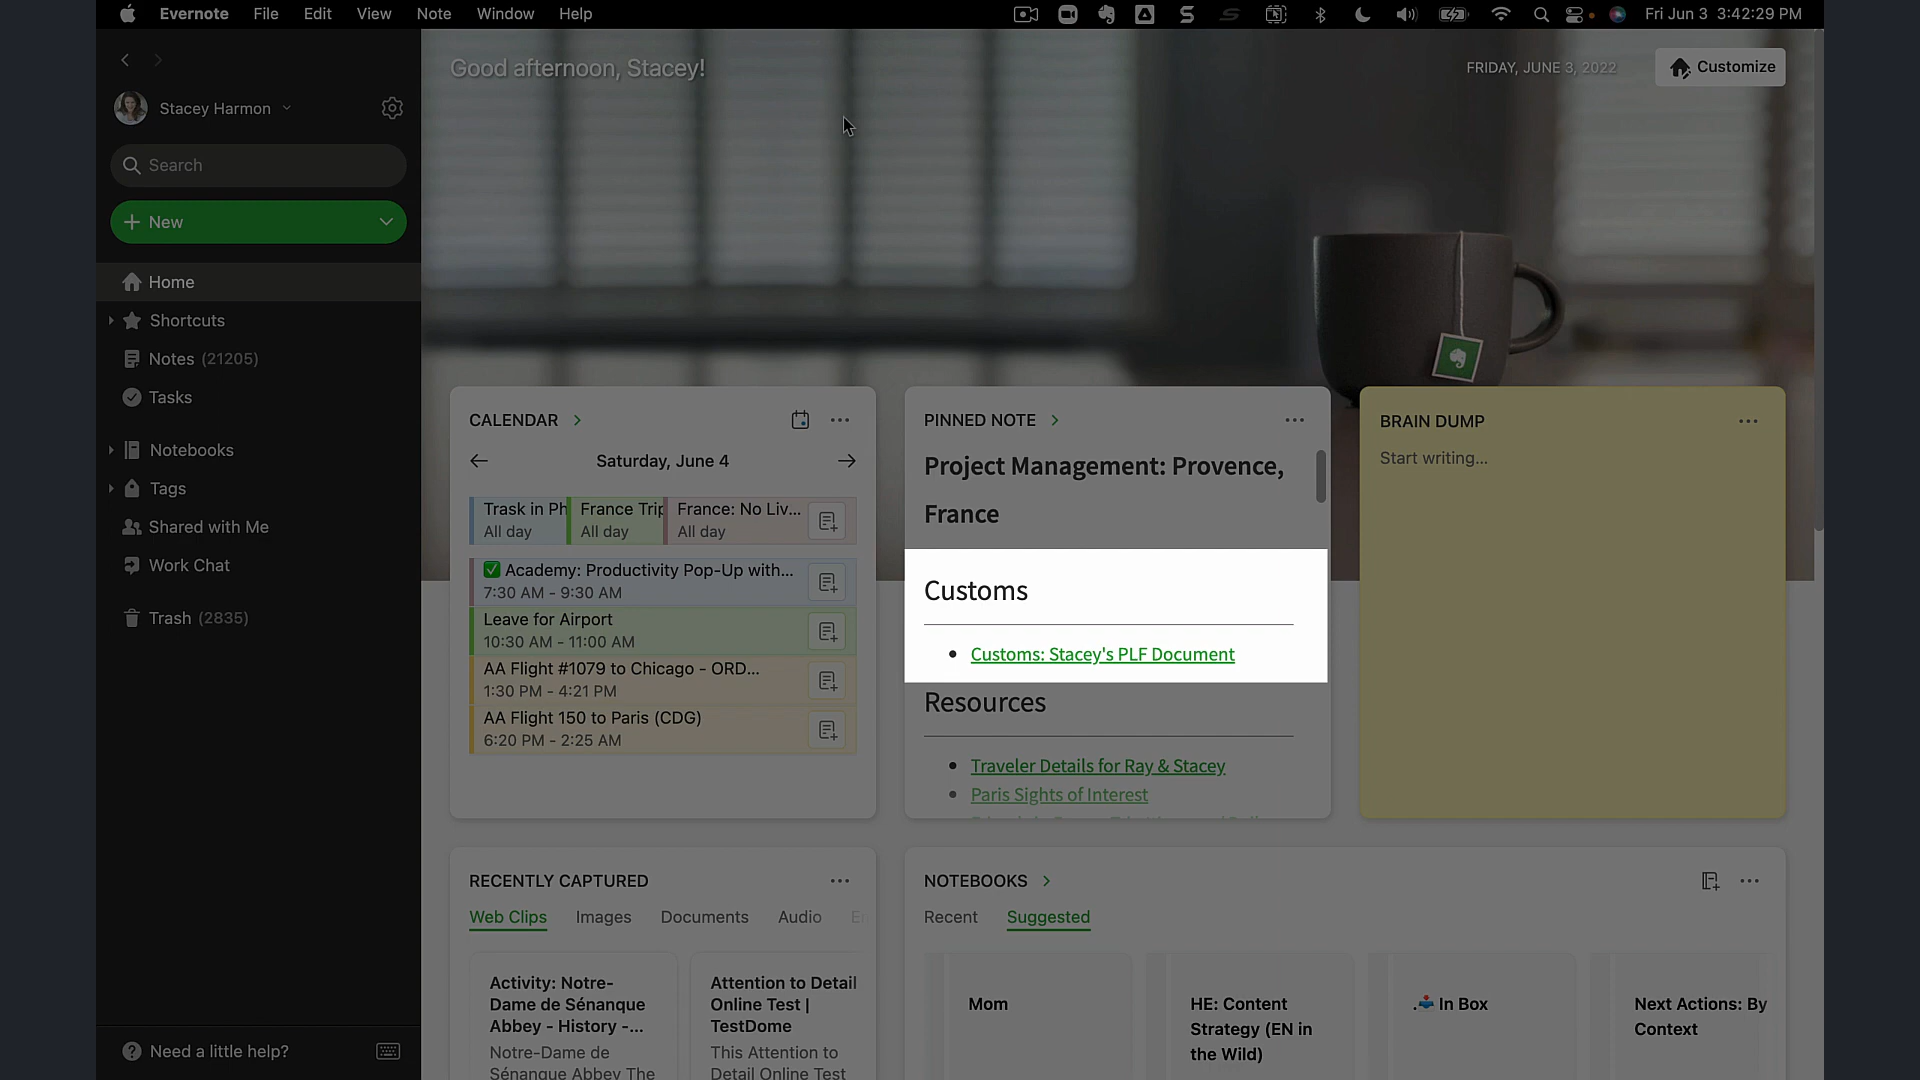 Evernote File Edit View Note Window Help
Fri Jun 3 3:42:29 PM
Good afternoon, Stacey!
FRIDAY, JUNE 3, 2022
Customize
Stacey Harmon
Search
New
Home
Shortcuts
Notes (21205)
Tasks
Notebooks
Tags
Shared with Me
Work Chat
Trash (2835)
Need a little help?
CALENDAR
Saturday, June 4
Trask in Ph
All day
France Trip
All day
France: No Liv...
All day
✅ Academy: Productivity Pop-Up with...
7:30 AM - 9:30 AM
Leave for Airport
10:30 AM - 11:00 AM
AA Flight #1079 to Chicago - ORD...
1:30 PM - 4:21 PM
AA Flight 150 to Paris (CDG)
6:20 PM - 2:25 AM
PINNED NOTE
Project Management: Provence,
France
Customs
Customs: Stacey's PLF Document
Resources
Traveler Details for Ray & Stacey
Paris Sights of Interest
BRAIN DUMP
Start writing...
RECENTLY CAPTURED
Web Clips Images Documents Audio
Activity: Notre-
Dame de Sénanque
Abbey - History -...
Notre-Dame de
Sénanque Abbey The
Attention to Detail
Online Test |
TestDome
This Attention to
Detail Online Test
NOTEBOOKS
Recent Suggested
Mom
HE: Content
Strategy (EN in
the Wild)
In Box
Next Actions: By
Context